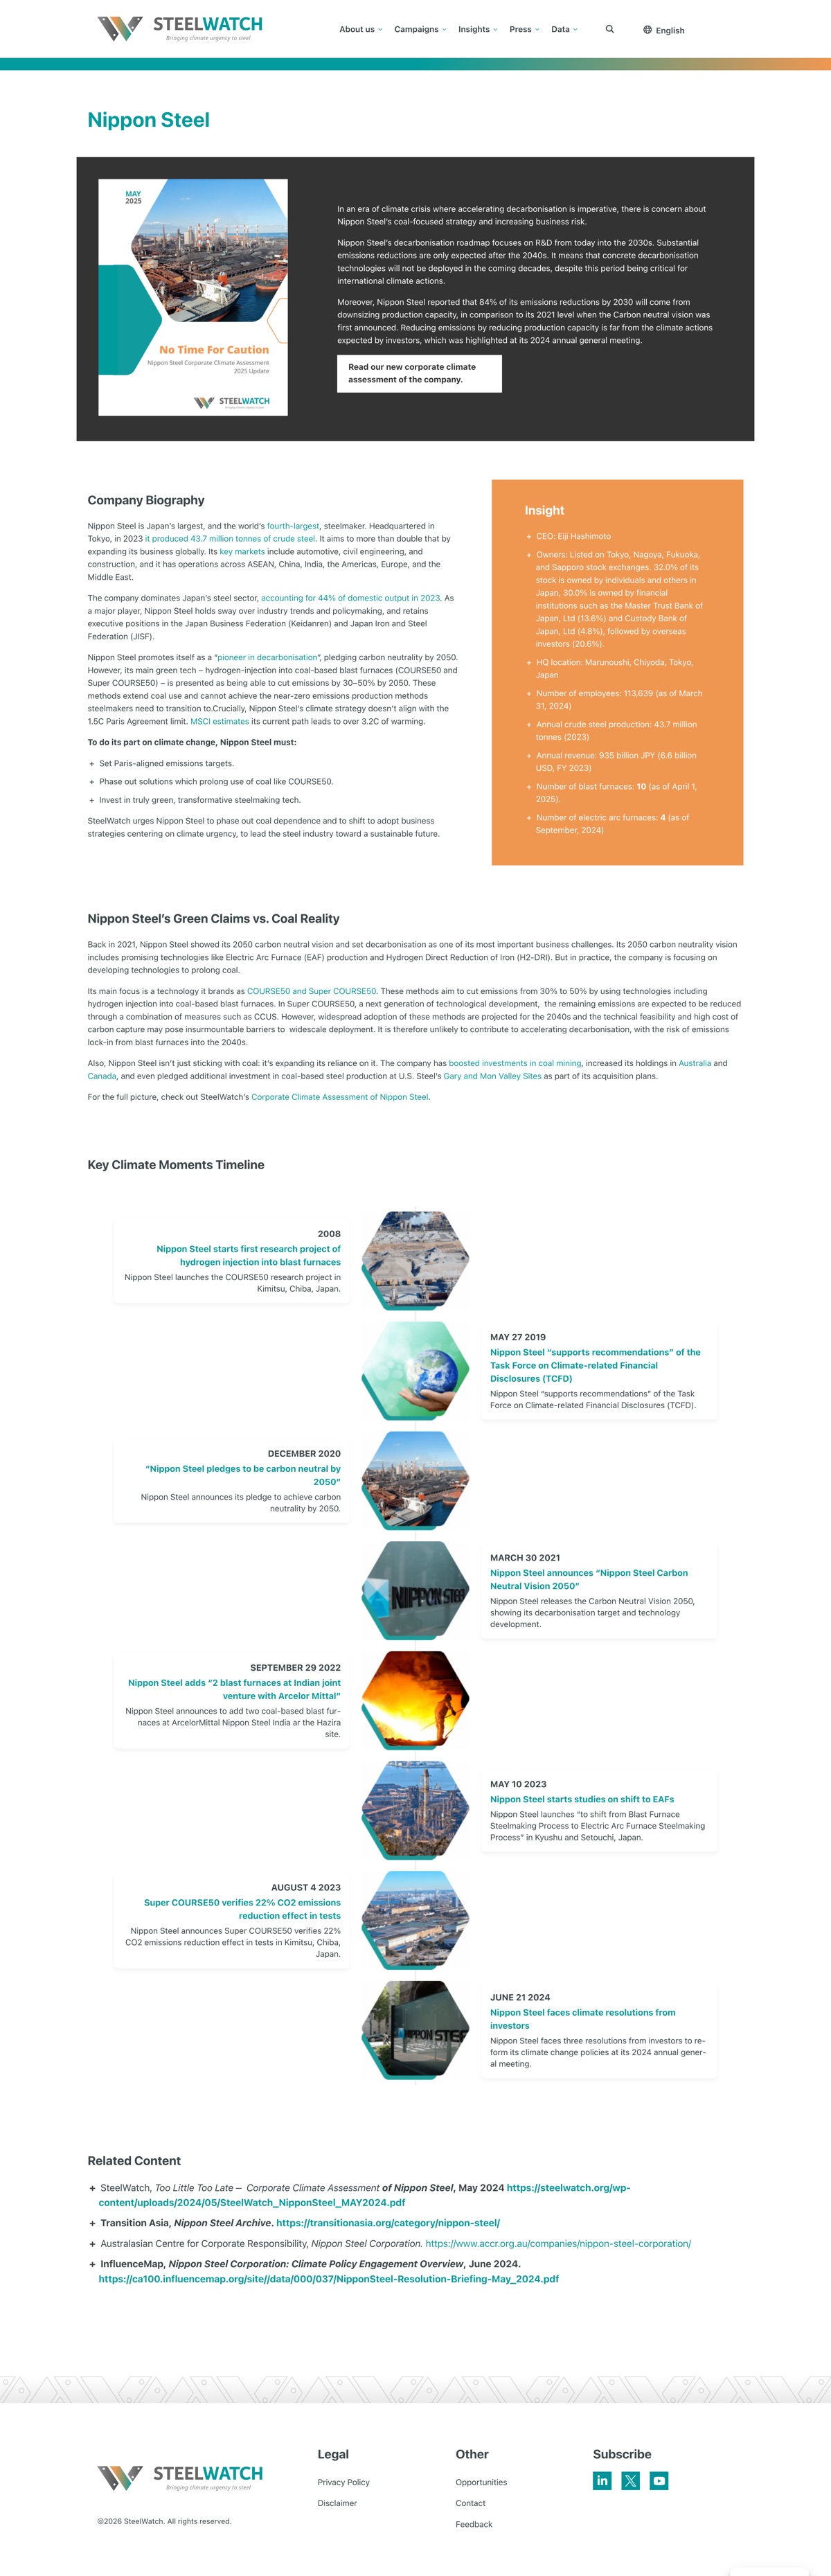 STEELWATCH
Bringing climate urgency to steel
About us
Campaigns
Insights
Press
Data
English
Nippon Steel
MAY
2025
No Time For Caution
Nippon Steel Corporate Climate Assessment
2025 Update
STEELWATCH
In an era of climate crisis where accelerating decarbonisation is imperative, there is concern about
Nippon Steel's coal-focused strategy and increasing business risk.
Nippon Steel's decarbonisation roadmap focuses on R&D from today into the 2030s. Substantial
emissions reductions are only expected after the 2040s. It means that concrete decarbonisation
technologies will not be deployed in the coming decades, despite this period being critical for
international climate actions.
Moreover, Nippon Steel reported that 84% of its emissions reductions by 2030 will come from
downsizing production capacity, in comparison to its 2021 level when the Carbon neutral vision was
first announced. Reducing emissions by reducing production capacity is far from the climate actions
expected by investors, which was highlighted at its 2024 annual general meeting.
Read our new corporate climate
assessment of the company.
Company Biography
Nippon Steel is Japan's largest, and the world's fourth-largest, steelmaker. Headquartered in
Tokyo, in 2023 it produced 43.7 million tonnes of crude steel. It aims to more than double that by
expanding its business globally. Its key markets include automotive, civil engineering, and
construction, and it has operations across ASEAN, China, India, the Americas, Europe, and the
Middle East.
The company dominates Japan's steel sector, accounting for 44% of domestic output in 2023. As
a major player, Nippon Steel holds sway over industry trends and policymaking, and retains
executive positions in the Japan Business Federation (Keidanren) and Japan Iron and Steel
Federation (JISF).
Nippon Steel promotes itself as a “pioneer in decarbonisation”, pledging carbon neutrality by 2050.
However, its main green tech – hydrogen-injection into coal-based blast furnaces (COURSE50 and
Super COURSE50) – is presented as being able to cut emissions by 30–50% by 2050. These
methods extend coal use and cannot achieve the near-zero emissions production methods
steelmakers need to transition to.Crucially, Nippon Steel's climate strategy doesn't align with the
1.5C Paris Agreement limit. MSCI estimates its current path leads to over 3.2C of warming.
To do its part on climate change, Nippon Steel must:
+ Set Paris-aligned emissions targets.
+ Phase out solutions which prolong use of coal like COURSE50.
+ Invest in truly green, transformative steelmaking tech.
SteelWatch urges Nippon Steel to phase out coal dependence and to shift to adopt business
strategies centering on climate urgency, to lead the steel industry toward a sustainable future.
Insight
+ CEO: Eiji Hashimoto
+ Owners: Listed on Tokyo, Nagoya, Fukuoka,
and Sapporo stock exchanges. 32.0% of its
stock is owned by individuals and others in
Japan, 30.0% is owned by financial
institutions such as the Master Trust Bank of
Japan, Ltd (13.6%) and Custody Bank of
Japan, Ltd (4.8%), followed by overseas
investors (20.6%).
+ HQ location: Marunoushi, Chiyoda, Tokyo,
Japan
+ Number of employees: 113,639 (as of March
31, 2024)
+ Annual crude steel production: 43.7 million
tonnes (2023)
+ Annual revenue: 935 billion JPY (6.6 billion
USD, FY 2023)
+ Number of blast furnaces: 10 (as of April 1,
2025).
+ Number of electric arc furnaces: 4 (as of
September, 2024)
Nippon Steel's Green Claims vs. Coal Reality
Back in 2021, Nippon Steel showed its 2050 carbon neutral vision and set decarbonisation as one of its most important business challenges. Its 2050 carbon neutrality vision
includes promising technologies like Electric Arc Furnace (EAF) production and Hydrogen Direct Reduction of Iron (H2-DRI). But in practice, the company is focusing on
developing technologies to prolong coal.
Its main focus is a technology it brands as COURSE50 and Super COURSE50. These methods aim to cut emissions from 30% to 50% by using technologies including
hydrogen injection into coal-based blast furnaces. In Super COURSE50, a next generation of technological development, the remaining emissions are expected to be reduced
through a combination of measures such as CCUS. However, widespread adoption of these methods are projected for the 2040s and the technical feasibility and high cost of
carbon capture may pose insurmountable barriers to widescale deployment. It is therefore unlikely to contribute to accelerating decarbonisation, with the risk of emissions
lock-in from blast furnaces into the 2040s.
Also, Nippon Steel isn't just sticking with coal: it's expanding its reliance on it. The company has boosted investments in coal mining, increased its holdings in Australia and
Canada, and even pledged additional investment in coal-based steel production at U.S. Steel's Gary and Mon Valley Sites as part of its acquisition plans.
For the full picture, check out SteelWatch's Corporate Climate Assessment of Nippon Steel.
Key Climate Moments Timeline
2008
Nippon Steel starts first research project of
hydrogen injection into blast furnaces
Nippon Steel launches the COURSE50 research project in
Kimitsu, Chiba, Japan.
MAY 27 2019
Nippon Steel “supports recommendations” of the
Task Force on Climate-related Financial
Disclosures (TCFD)
Nippon Steel “supports recommendations” of the Task
Force on Climate-related Financial Disclosures (TCFD).
DECEMBER 2020
“Nippon Steel pledges to be carbon neutral by
2050”
Nippon Steel announces its pledge to achieve carbon
neutrality by 2050.
MARCH 30 2021
Nippon Steel announces “Nippon Steel Carbon
Neutral Vision 2050”
Nippon Steel releases the Carbon Neutral Vision 2050,
showing its decarbonisation target and technology
development.
NIPPON STEE
SEPTEMBER 29 2022
Nippon Steel adds “2 blast furnaces at Indian joint
venture with Arcelor Mittal”
Nippon Steel announces to add two coal-based blast fur-
naces at ArcelorMittal Nippon Steel India ar the Hazira
site.
MAY 10 2023
Nippon Steel starts studies on shift to EAFs
Nippon Steel launches “to shift from Blast Furnace
Steelmaking Process to Electric Arc Furnace Steelmaking
Process” in Kyushu and Setouchi, Japan.
AUGUST 4 2023
Super COURSE50 verifies 22% CO2 emissions
reduction effect in tests
Nippon Steel announces Super COURSE50 verifies 22%
CO2 emissions reduction effect in tests in Kimitsu, Chiba,
Japan.
JUNE 21 2024
Nippon Steel faces climate resolutions from
investors
Nippon Steel faces three resolutions from investors to re-
form its climate change policies at its 2024 annual gener-
al meeting.
NIPPON STEE
Related Content
+ SteelWatch, Too Little Too Late – Corporate Climate Assessment of Nippon Steel, May 2024 https://steelwatch.org/wp-
content/uploads/2024/05/SteelWatch_NipponSteel_MAY2024.pdf
+ Transition Asia, Nippon Steel Archive. https://transitionasia.org/category/nippon-steel/
+ Australasian Centre for Corporate Responsibility, Nippon Steel Corporation. https://www.accr.org.au/companies/nippon-steel-corporation/
+ InfluenceMap, Nippon Steel Corporation: Climate Policy Engagement Overview, June 2024.
https://ca100.influencemap.org/site//data/000/037/NipponSteel-Resolution-Briefing-May_2024.pdf
STEELWATCH
Bringing climate urgency to steel
©2026 SteelWatch. All rights reserved.
Legal
Privacy Policy
Disclaimer
Other
Opportunities
Contact
Feedback
Subscribe